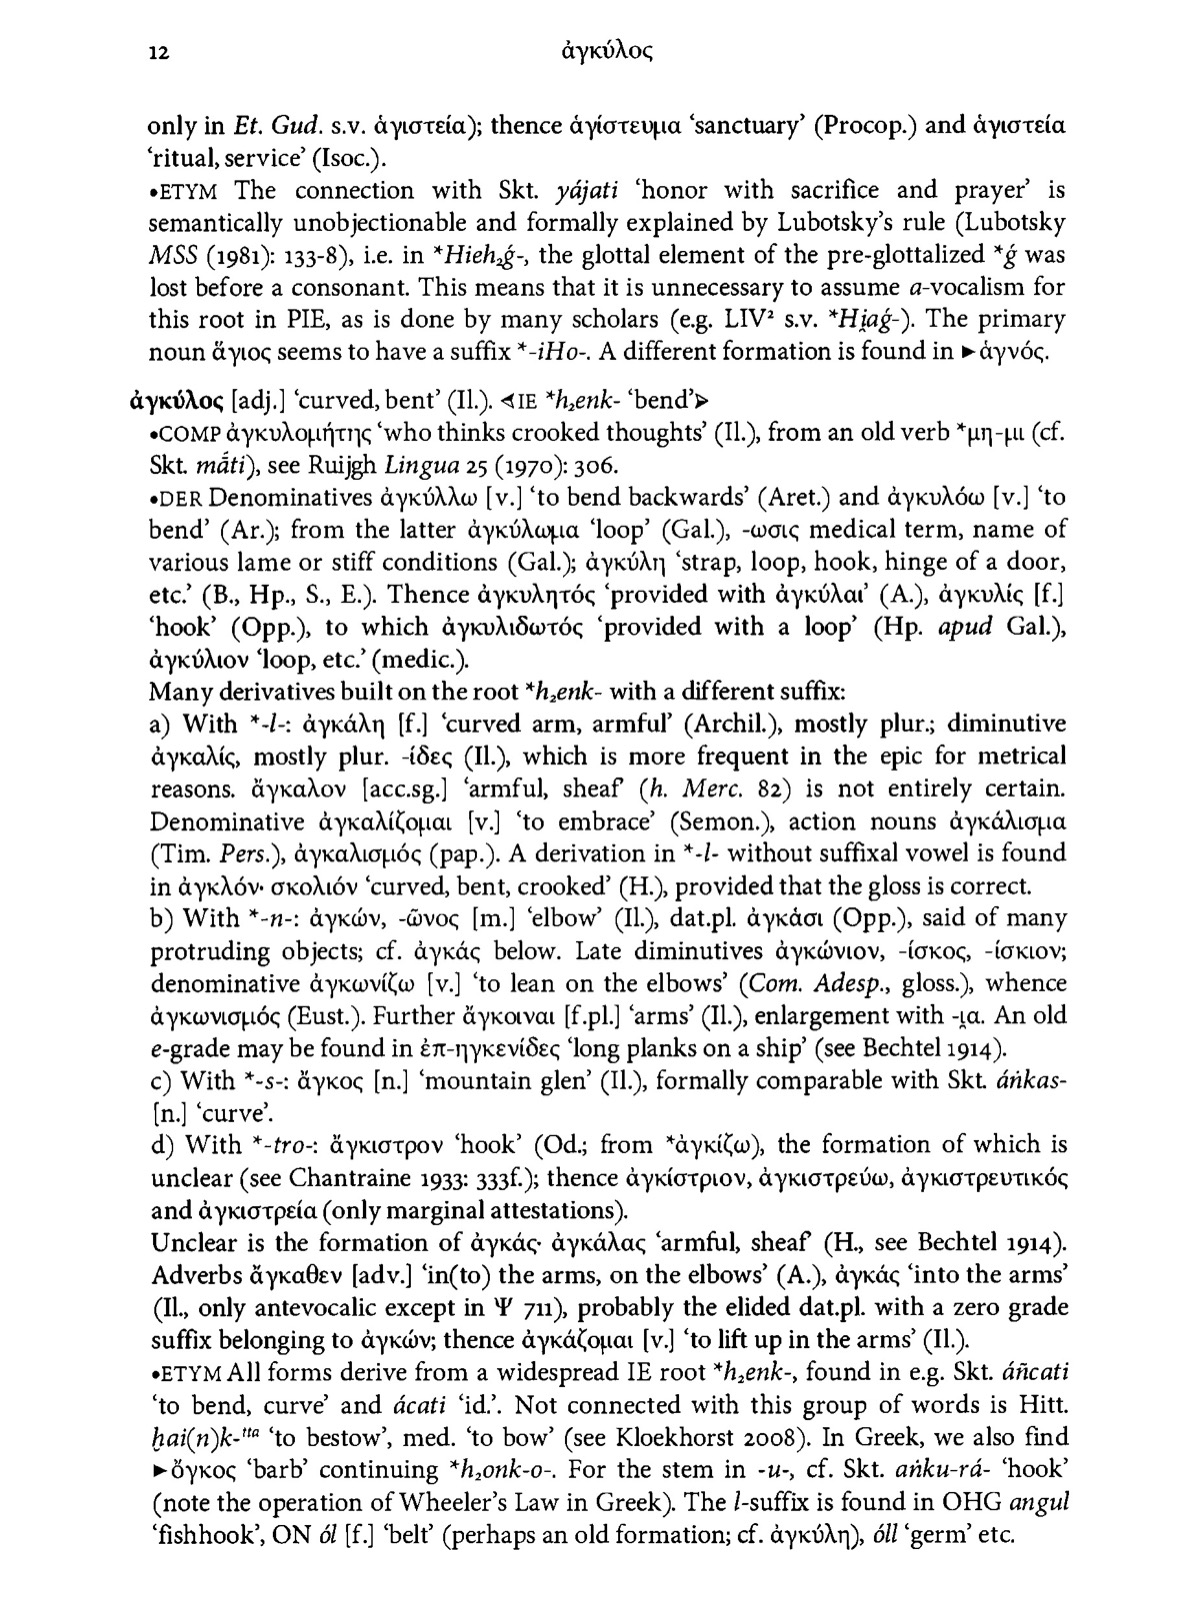 12
ἀγκύλος
only in Et. Gud. s.v. ἁγιστεία); thence ἁγίστευμα ‘sanctuary’ (Procop.) and ἁγιστεία
‘ritual, service’ (Isoc.).
•ETYM The connection with Skt. yájati ‘honor with sacrifice and prayer’ is
semantically unobjectionable and formally explained by Lubotsky’s rule (Lubotsky
MSS (1981): 133-8), i.e. in *Hieh₂ǵ-, the glottal element of the pre-glottalized *ǵ was
lost before a consonant. This means that it is unnecessary to assume a-vocalism for
this root in PIE, as is done by many scholars (e.g. LIV² s.v. *Hi̯aǵ-). The primary
noun ἅγιος seems to have a suffix *-iHo-. A different formation is found in ►ἁγνός.
ἀγκύλος [adj.] ‘curved, bent’ (Il.). ⋖IE *h₂enk- ‘bend’⋗
•COMP ἀγκυλομήτης ‘who thinks crooked thoughts’ (Il.), from an old verb *μη-μι (cf.
Skt. mā́ti), see Ruijgh Lingua 25 (1970): 306.
•DER Denominatives ἀγκύλλω [v.] ‘to bend backwards’ (Aret.) and ἀγκυλόω [v.] ‘to
bend’ (Ar.); from the latter ἀγκύλωμα ‘loop’ (Gal.), -ωσις medical term, name of
various lame or stiff conditions (Gal.); ἀγκύλη ‘strap, loop, hook, hinge of a door,
etc.’ (B., Hp., S., E.). Thence ἀγκυλητός ‘provided with ἀγκύλαι’ (A.), ἀγκυλίς [f.]
‘hook’ (Opp.), to which ἀγκυλιδωτός ‘provided with a loop’ (Hp. apud Gal.),
ἀγκύλιον ‘loop, etc.’ (medic.).
Many derivatives built on the root *h₂enk- with a different suffix:
a) With *-l-: ἀγκάλη [f.] ‘curved arm, armful’ (Archil.), mostly plur.; diminutive
ἀγκαλίς, mostly plur. -ίδες (Il.), which is more frequent in the epic for metrical
reasons. ἄγκαλον [acc.sg.] ‘armful, sheaf’ (h. Merc. 82) is not entirely certain.
Denominative ἀγκαλίζομαι [v.] ‘to embrace’ (Semon.), action nouns ἀγκάλισμα
(Tim. Pers.), ἀγκαλισμός (pap.). A derivation in *-l- without suffixal vowel is found
in ἀγκλόν· σκολιόν ‘curved, bent, crooked’ (H.), provided that the gloss is correct.
b) With *-n-: ἀγκών, -ῶνος [m.] ‘elbow’ (Il.), dat.pl. ἀγκάσι (Opp.), said of many
protruding objects; cf. ἀγκάς below. Late diminutives ἀγκώνιον, -ίσκος, -ίσκιον;
denominative ἀγκωνίζω [v.] ‘to lean on the elbows’ (Com. Adesp., gloss.), whence
ἀγκωνισμός (Eust.). Further ἄγκοιναι [f.pl.] ‘arms’ (Il.), enlargement with -ι̯α. An old
e-grade may be found in ἐπ-ηγκενίδες ‘long planks on a ship’ (see Bechtel 1914).
c) With *-s-: ἄγκος [n.] ‘mountain glen’ (Il.), formally comparable with Skt. áṅkas-
[n.] ‘curve’.
d) With *-tro-: ἄγκιστρον ‘hook’ (Od.; from *ἀγκίζω), the formation of which is
unclear (see Chantraine 1933: 333f.); thence ἀγκίστριον, ἀγκιστρεύω, ἀγκιστρευτικός
and ἀγκιστρεία (only marginal attestations).
Unclear is the formation of ἀγκάς· ἀγκάλας ‘armful, sheaf’ (H., see Bechtel 1914).
Adverbs ἄγκαθεν [adv.] ‘in(to) the arms, on the elbows’ (A.), ἀγκάς ‘into the arms’
(Il., only antevocalic except in Ψ 711), probably the elided dat.pl. with a zero grade
suffix belonging to ἀγκών; thence ἀγκάζομαι [v.] ‘to lift up in the arms’ (Il.).
•ETYM All forms derive from a widespread IE root *h₂enk-, found in e.g. Skt. áñcati
‘to bend, curve’ and ácati ‘id.’. Not connected with this group of words is Hitt.
ḫai(n)k-ᵗᵗᵃ ‘to bestow’, med. ‘to bow’ (see Kloekhorst 2008). In Greek, we also find
►ὄγκος ‘barb’ continuing *h₂onk-o-. For the stem in -u-, cf. Skt. aṅku-rá- ‘hook’
(note the operation of Wheeler’s Law in Greek). The l-suffix is found in OHG angul
‘fishhook’, ON ól [f.] ‘belt’ (perhaps an old formation; cf. ἀγκύλη), óll ‘germ’ etc.